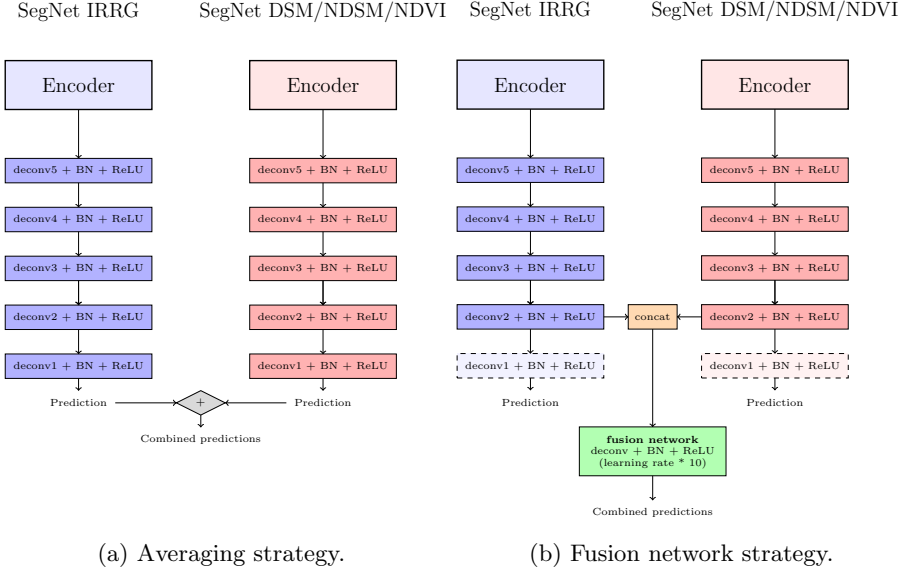 SegNet IRRG
SegNet DSM/NDSM/NDVI
Encoder
Encoder
deconv5 + BN + ReLU
deconv5 + BN + ReLU
deconv4 + BN + ReLU
deconv4 + BN + ReLU
deconv3 + BN + ReLU
deconv3 + BN + ReLU
deconv2 + BN + ReLU
deconv2 + BN + ReLU
deconv1 + BN + ReLU
deconv1 + BN + ReLU
Prediction
+
Prediction
Combined predictions
(a) Averaging strategy.
SegNet IRRG
SegNet DSM/NDSM/NDVI
Encoder
Encoder
deconv5 + BN + ReLU
deconv5 + BN + ReLU
deconv4 + BN + ReLU
deconv4 + BN + ReLU
deconv3 + BN + ReLU
deconv3 + BN + ReLU
deconv2 + BN + ReLU
concat
deconv2 + BN + ReLU
deconv1 + BN + ReLU
deconv1 + BN + ReLU
Prediction
Prediction
fusion network
deconv + BN + ReLU
(learning rate * 10)
Combined predictions
(b) Fusion network strategy.